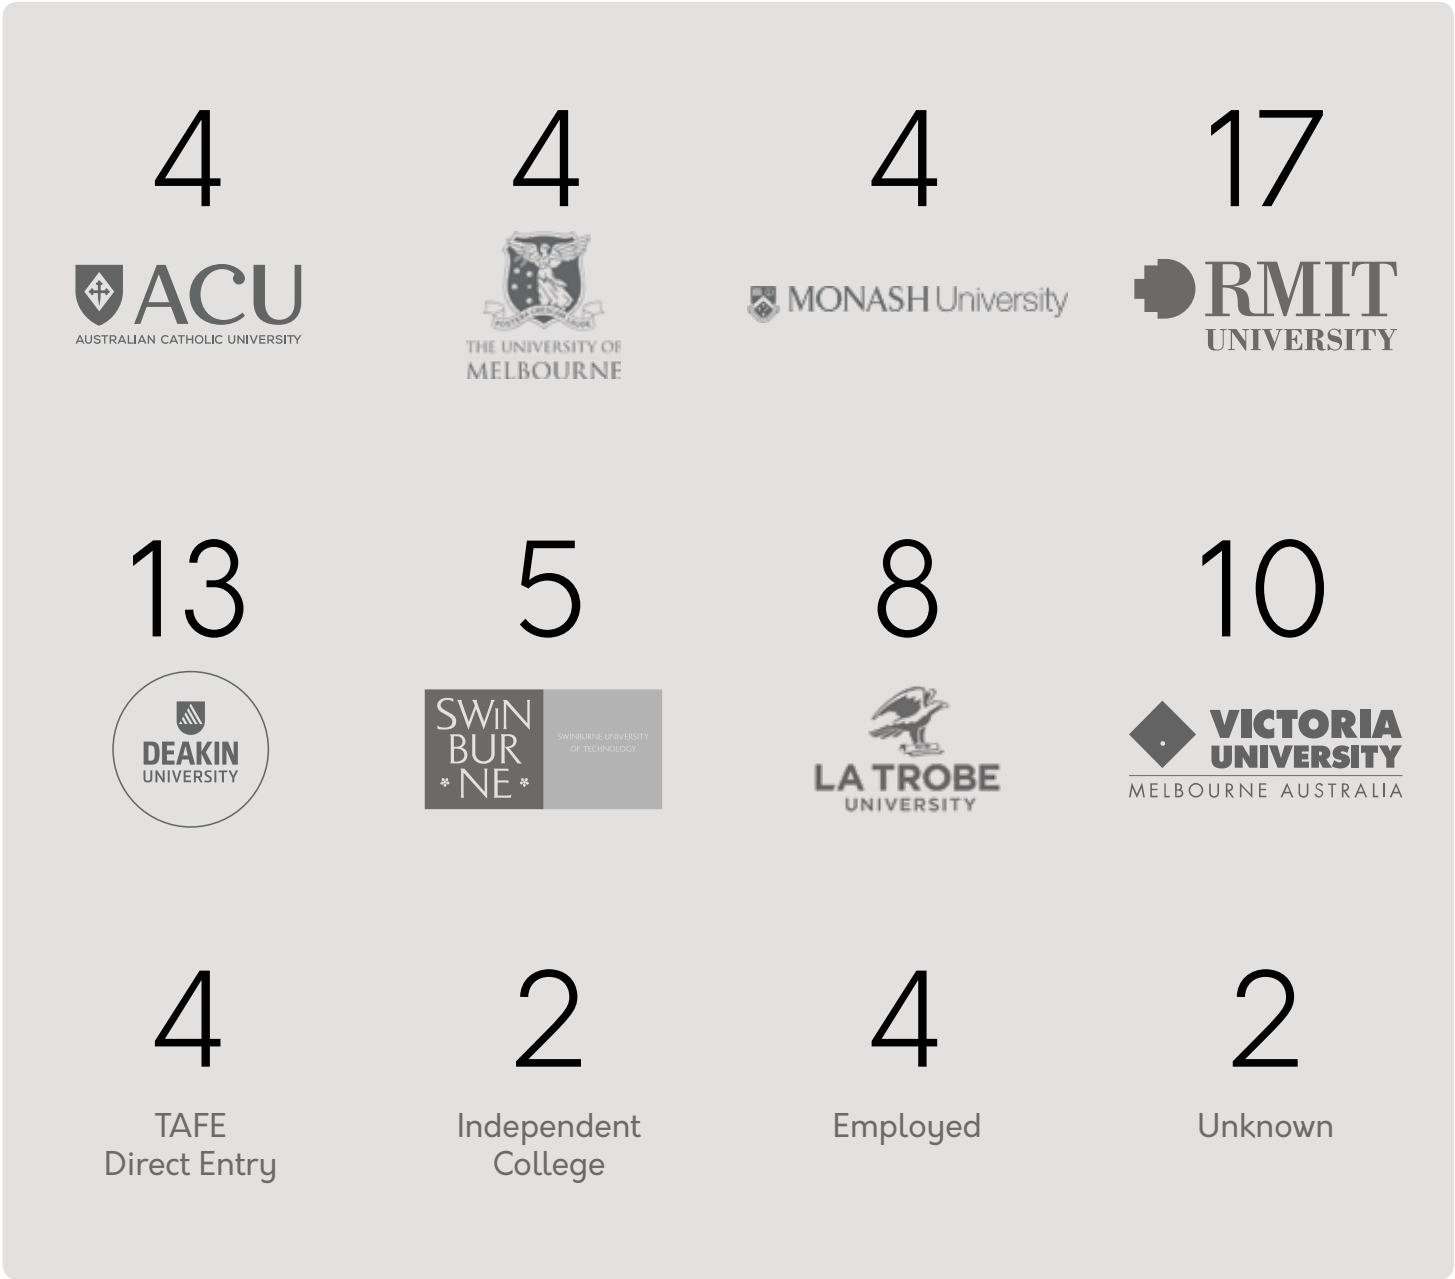 4
4
4
17
ACU
AUSTRALIAN CATHOLIC UNIVERSITY
THE UNIVERSITY OF
MELBOURNE
MONASH University
RMIT
UNIVERSITY
13
5
8
10
DEAKIN
UNIVERSITY
SWiN
BUR
NE
SWINBURNE UNIVERSITY
OF TECHNOLOGY
LA TROBE
UNIVERSITY
VICTORIA
UNIVERSITY
MELBOURNE AUSTRALIA
4
2
4
2
TAFE
Direct Entry
Independent
College
Employed
Unknown